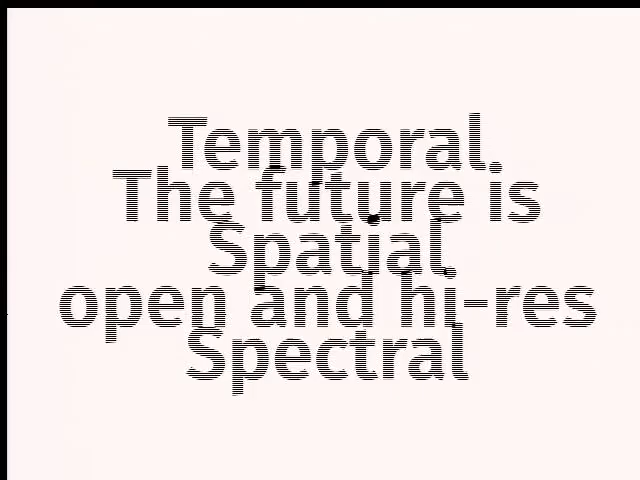 Temporal
The future is
Spatial
open and hi-res
Spectral